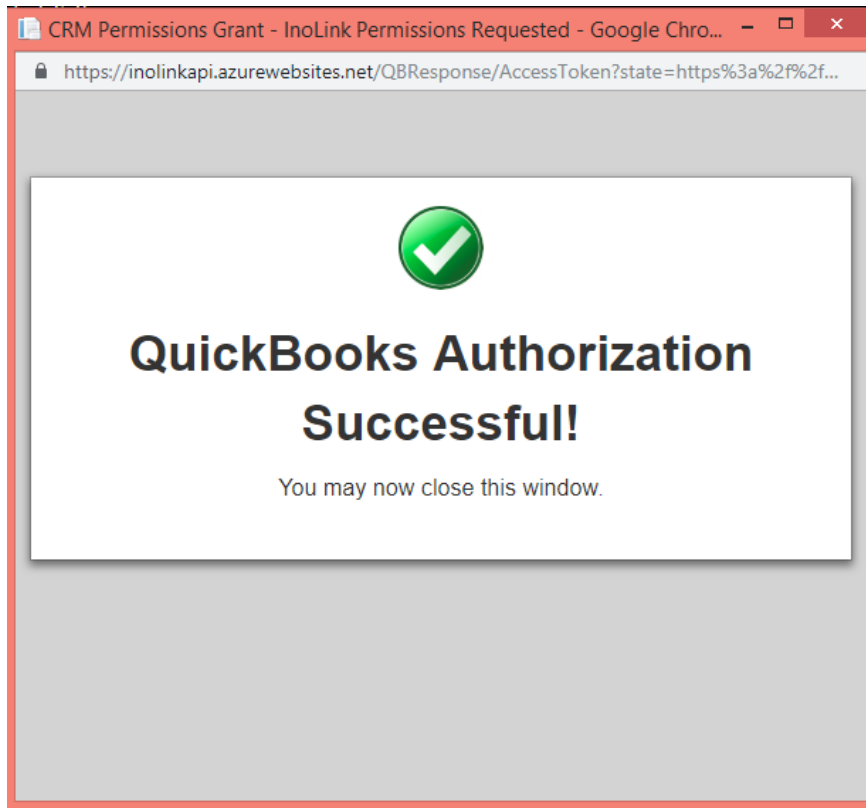 CRM Permissions Grant - InoLink Permissions Requested - Google Chro...
https://inolinkapi.azurewebsites.net/QBResponse/AccessToken?state=https%3a%2f%2f...
QuickBooks Authorization
Successful!
You may now close this window.